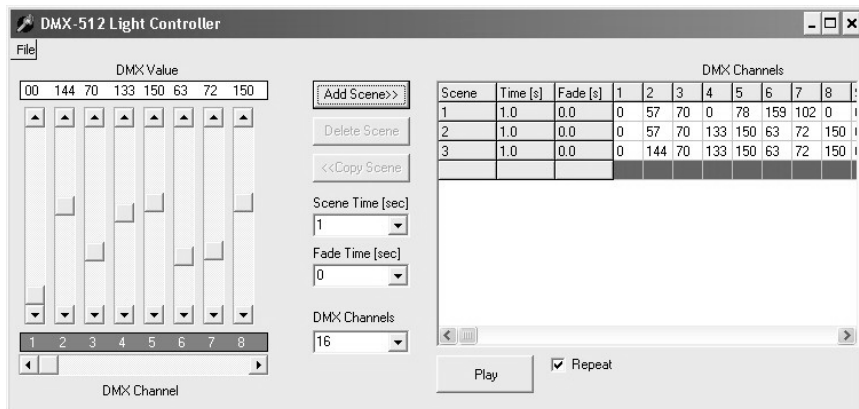 DMX-512 Light Controller
File
DMX Value
00 144 70 133 150 63 72 150
1 2 3 4 5 6 7 8
DMX Channel
Add Scene>>
Delete Scene
<<Copy Scene
Scene Time [sec]
1
Fade Time [sec]
0
DMX Channels
16
DMX Channels
Scene Time [s] Fade [s] 1 2 3 4 5 6 7 8
1 1.0 0.0 0 57 70 0 78 159 102 0
2 1.0 0.0 0 57 70 133 150 63 72 150
3 1.0 0.0 0 144 70 133 150 63 72 150
Play
Repeat